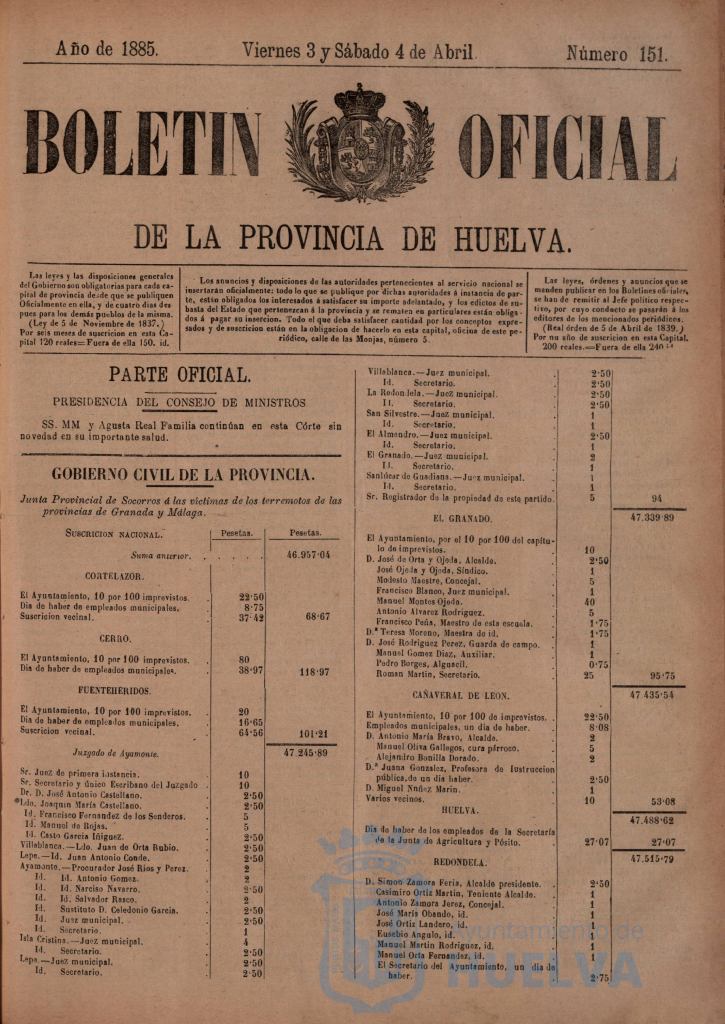 Año de 1885.
Viernes 3 y Sábado 4 de Abril.
Número 151.
BOLETIN OFICIAL
DE LA PROVINCIA DE HUELVA.
Las leyes y las disposiciones generales
del Gobierno son obligatorias para cada ca-
pital de provincia desde que se publiquen
Oficialmente en ella, y de cuatro dias des
pues para los demás pueblos de la misma.
(Ley de 5 de Noviembre de 1837.)
Por seis meses de suscricion en esta Ca-
pital 120 reales=Fuera de ella 150. id.
Los anuncios y disposiciones de las autoridades pertenecientes al servicio nacional se
insertarán oficialmente: todo lo que se publique por dichas autoridades á instancia de par-
te, están obligados los interesados á satisfacer su importe adelantado, y los edictos de su-
basta del Estado que pertenezcan á la provincia y se rematen en particulares están obliga-
dos á pagar su insercion. Todo el que deba satisfacer cantidad por los conceptos expre-
sados y de suscricion están en la obligacion de hacerlo en esta capital, oficina de este pe-
riódico, calle de las Monjas, número 5.
Las leyes, órdenes y anuncios que se
manden publicar en los Boletines oficiales,
se han de remitir al Jefe político respec-
tivo, por cuyo conducto se pasarán á los
editores de los mencionados periódicos.
(Real órden de 5 de Abril de 1839.)
Por nu año de suscricion en esta Capital.
200 reales.=Fuera de ella 240
PARTE OFICIAL.
PRESIDENCIA DEL CONSEJO DE MINISTROS
SS. MM y Agusta Real Familia continúan en esta Córte sin
novedad en su importante salud.
GOBIERNO CIVIL DE LA PROVINCIA.
Junta Provincial de Socorros á las victimas de los terremotos de las
provincias de Granada y Málaga.
SUSCRICION NACIONAL. Pesetas. Pesetas.
Suma anterior. . . . . 46.957·04
CORTELAZOR.
El Ayuntamiento, 10 por 100 imprevistos. 22·50
Dia de haber de empleados municipales. 8·75
Suscricion vecinal. 37·42 68·67
CERRO.
El Ayuntamiento, 10 por 100 imprevistos. 80
Dia de haber de empleados municipales. 38·97 118·97
FUENTEHERIDOS.
El Ayuntamiento, 10 por 100 imprevistos. 20
Dia de haber de empleados municipales. 16·65
Suscricion vecinal. 64·56 101·21
Juzgado de Ayamonte. 47 245·89
Sr. Juez de primera instancia. 10
Sr. Secretario y único Escribano del Juzgado 10
Dr. D. José Antonio Castellano. 2·50
Ldo. Joaquin María Castellano. 2·50
Id. Francisco Fernandez de los Senderos. 5
Id. Manuel de Rojas. 5
Id. Casto Garcia Iñiguez. 2·50
Villablanca.—Ldo. Juan de Orta Rubio. 2·50
Lepe.—Id. Juan Antonio Conde. 2·50
Ayamonte.—Procurador José Rios y Perez. 2
Id. Id. Antonio Gomez. 2
Id. Id. Narciso Navarro. 2·50
Id. Id. Salvador Rasco. 2
Id. Sustituto D. Celedonio Garcia. 2·50
Id. Juez municipal. 2·50
Id. Secretario. 1
Isla Cristina.—Juez municipal. 4
Id. Secretario. 2·50
Lepe.—Juez municipal. 2·50
Id. Secretario. 2·50
Villablanca.—Juez municipal. 2·50
Id. Secretario. 2·50
La Redondela.—Juez municipal. 2·50
Id. Secretario. 2·50
San Silvestre.—Juez municipal. 1
Id. Secretario. 1
El Almendro.—Juez municipal. 2·50
Id. Secretario. 1
El Granado.—Juez municipal. 2
Id. Secretario. 1
Sanlúcar de Guadiana.—Juez municipal. 1
Id. Secretario. 1
Sr. Registrador de la propiedad de este partido. 5 94
EL GRANADO. 47.339·89
El Ayuntamiento, por el 10 por 100 del capítu-
lo de imprevistos. 10
D. José de Orta y Ojeda, Alcalde. 2·50
José Ojeda y Ojeda, Síndico. 1
Modesto Maestre, Concejal. 5
Francisco Blanco, Juez municipal. 1
Manuel Montes Ojeda. 40
Antonio Alvarez Rodriguez. 5
Francisco Peña, Maestro de esta escuela. 1·75
D.ª Teresa Moreno, Maestra de id. 1·75
D. José Rodriguez Perez, Guarda de campo. 1
Manuel Gomez Diaz, Auxiliar. 1
Pedro Borges, Alguacil. 0·75
Roman Martin, Secretario. 25 95·75
CAÑAVERAL DE LEON. 47 435·54
El Ayuntamiento, 10 por 100 de imprevistos. 22·50
Empleados municipales, un dia de haber. 8·08
D. Antonio María Bravo, Alcalde. 2
Manuel Oliva Gallegos, cura párroco. 5
Alejandro Bonilla Dorado. 2
D.ª Juana Gonzalez, Profesora de Instruccion
pública, de un dia haber. 2·50
D. Miguel Nuñez Marin. 1
Varios vecinos. 10 53·08
HUELVA. 47.488·62
Dia de haber de los empleados de la Secretaría
de la Junta de Agricultura y Pósito. 27·07 27·07
REDONDELA. 47.515·79
D. Simon Zamora Feria, Alcalde presidente. 2·50
Casimiro Ortiz Martin, Teniente Alcalde. 1
Antonio Zamora Jerez, Concejal. 1
José María Obando, id. 1
José Ortiz Landero, id. 1
Eusebio Angulo, id. 1
Manuel Martin Rodriguez, id. 1
Manuel Orta Fernandez, id. 1
El Secretario del Ayuntamiento, un dia de
haber. 2·75
Ayuntamiento de
HUELVA